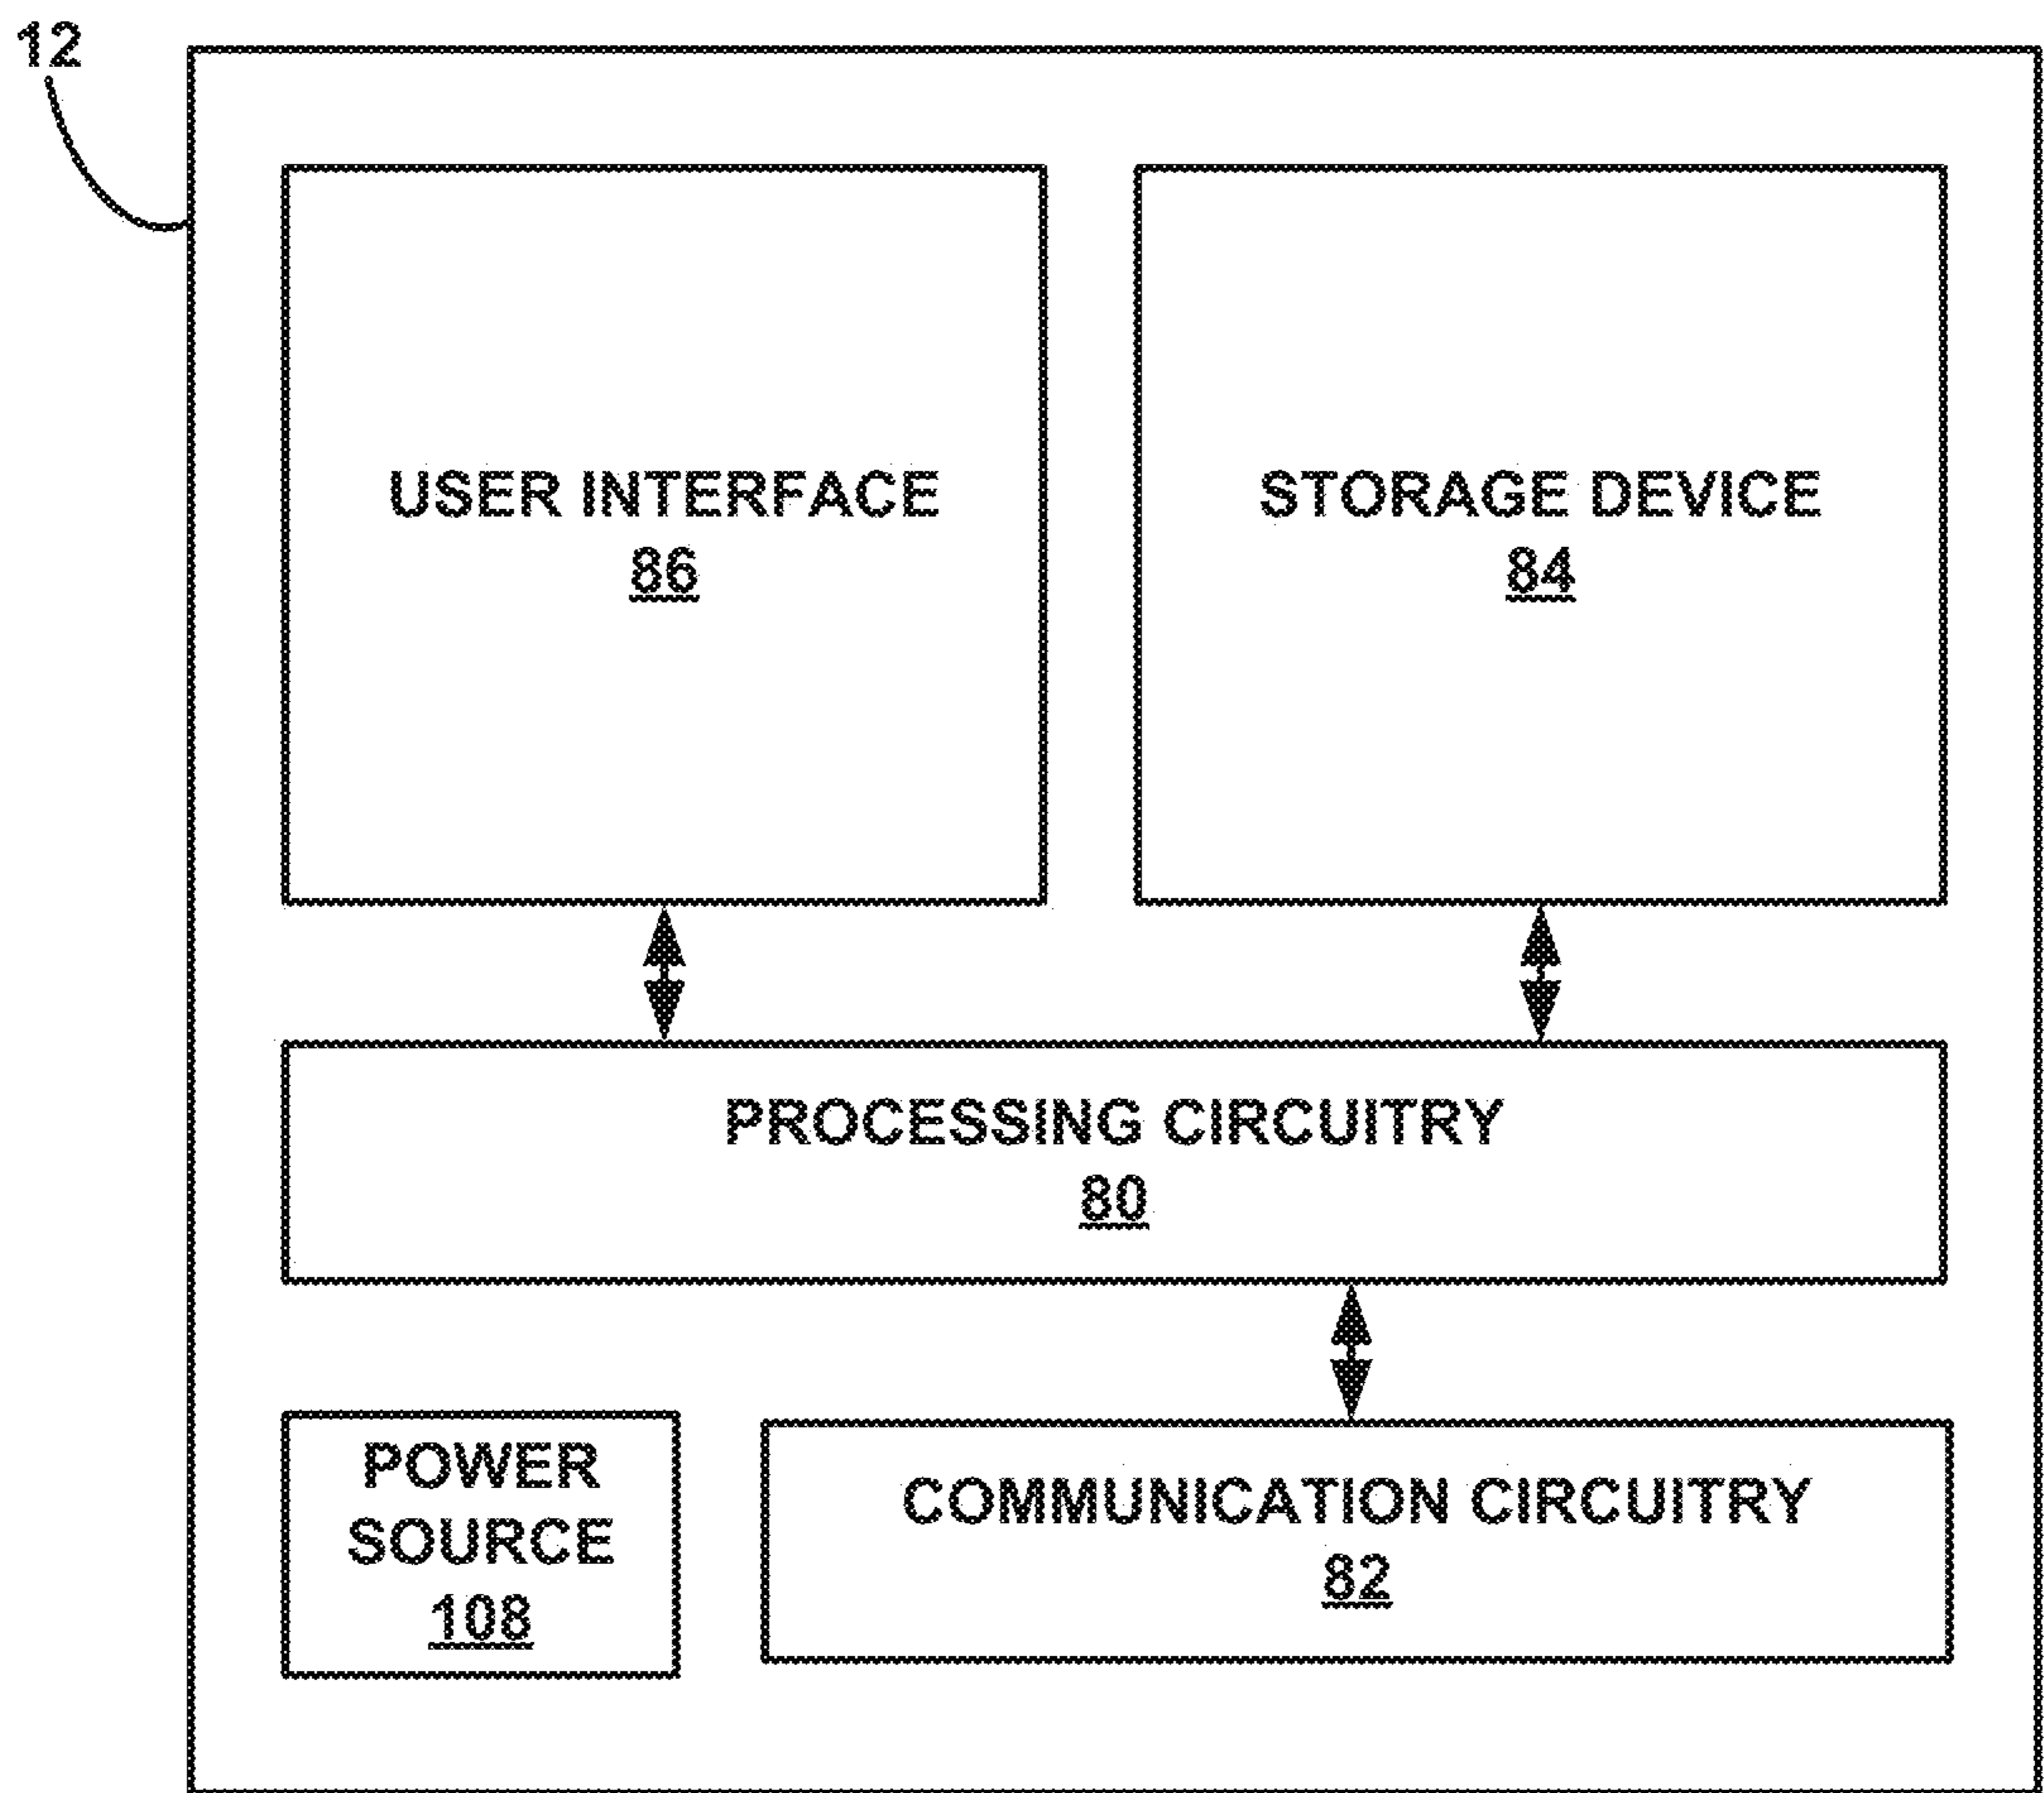 12
USER INTERFACE
86
STORAGE DEVICE
84
PROCESSING CIRCUITRY
80
POWER
SOURCE
108
COMMUNICATION CIRCUITRY
82